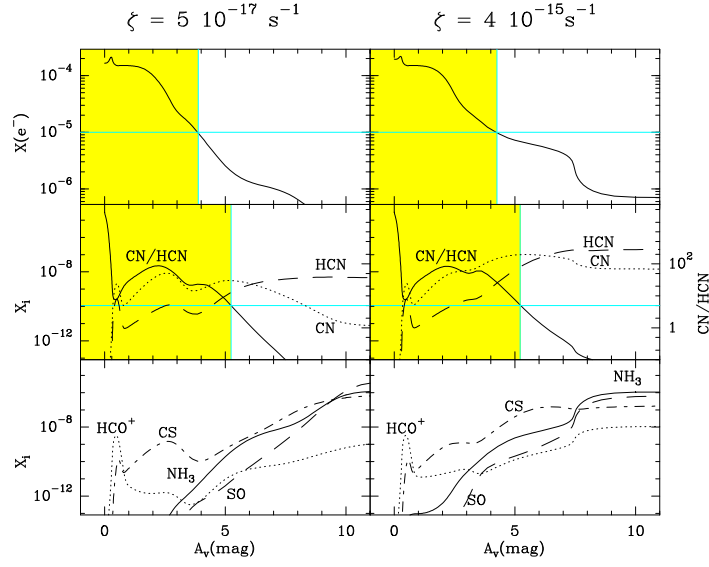 ζ = 5 10⁻¹⁷ s⁻¹ ζ = 4 10⁻¹⁵ s⁻¹
10⁻⁴
X(e⁻)
10⁻⁵
10⁻⁶
CN/HCN HCN CN/HCN HCN
CN
10⁻⁸ 10²
Xᵢ CN/HCN
CN
10⁻¹² 1
NH₃
HCO⁺ CS HCO⁺ CS
10⁻⁸
Xᵢ
NH₃
SO SO
10⁻¹²
0 5 10 0 5 10
Aᵥ(mag) Aᵥ(mag)